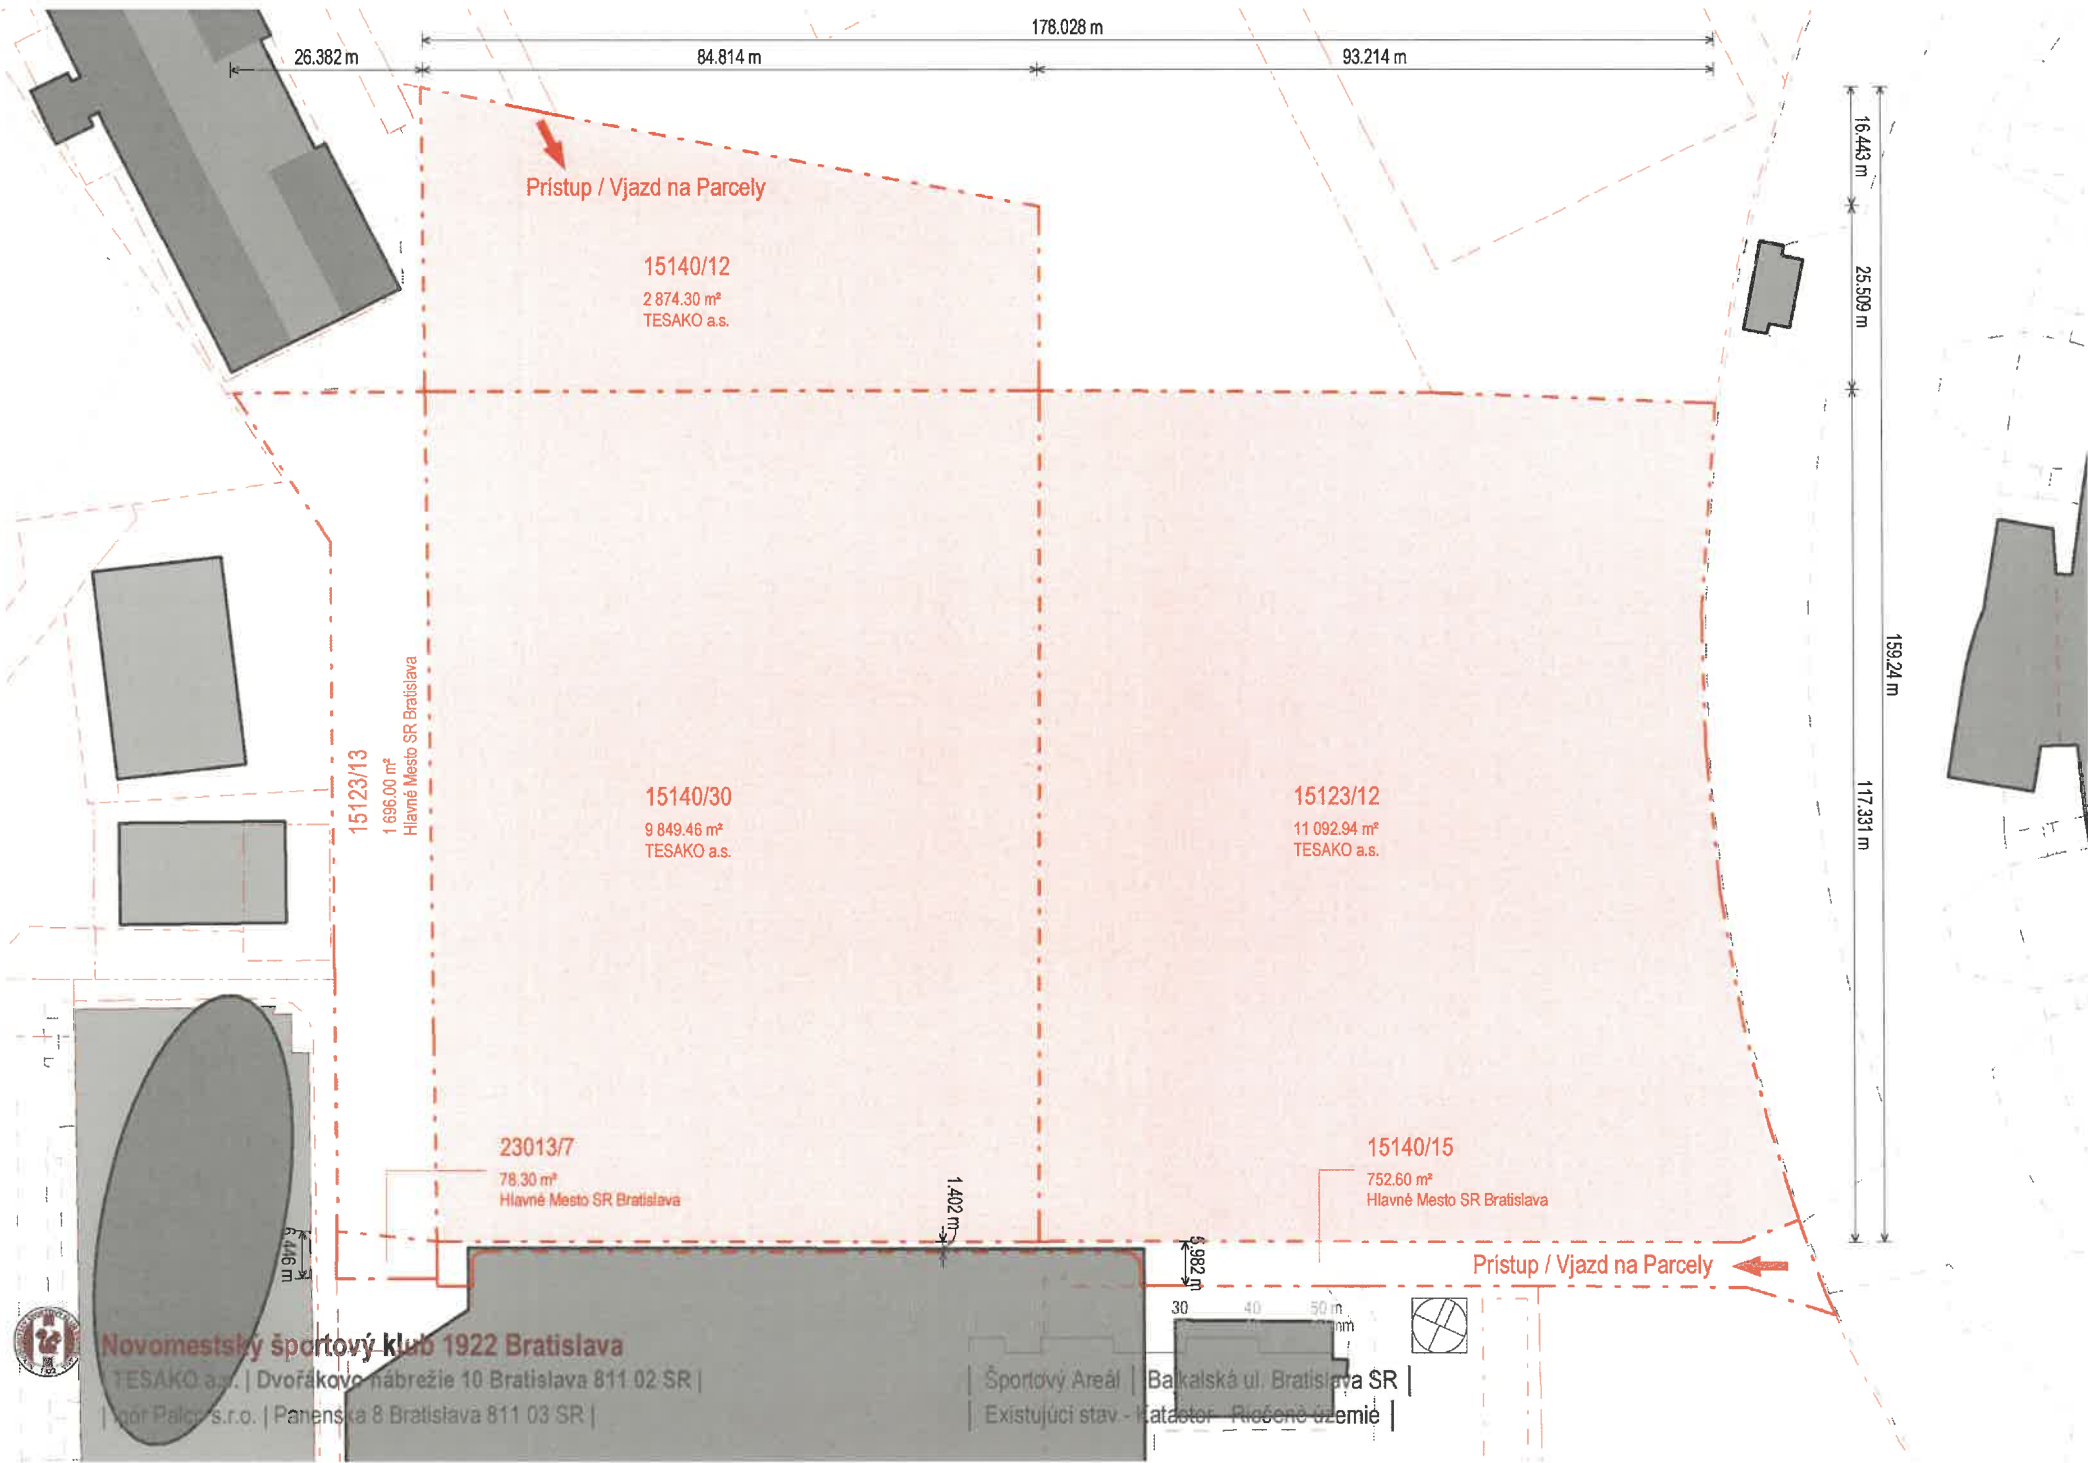 178.028 m
26.382 m
84.814 m
93.214 m
16.443 m
25.509 m
159.24 m
117.331 m
Prístup / Vjazd na Parcely
15140/12
2 874.30 m²
TESAKO a.s.
15123/13
1 696.00 m²
Hlavné Mesto SR Bratislava
15140/30
9 849.46 m²
TESAKO a.s.
15123/12
11 092.94 m²
TESAKO a.s.
23013/7
78.30 m²
Hlavné Mesto SR Bratislava
15140/15
752.60 m²
Hlavné Mesto SR Bratislava
1.402 m
6.446 m
5.982 m
Prístup / Vjazd na Parcely
30 40 50 m
mm
Novomestský športový klub 1922 Bratislava
TESAKO a.s. | Dvořákovo nábrežie 10 Bratislava 811 02 SR |
| Igor Palco s.r.o. | Panenska 8 Bratislava 811 03 SR |
| Športový Areál | Bajkalská ul. Bratislava SR |
| Existujúci stav - Kataster - Riešené územie |